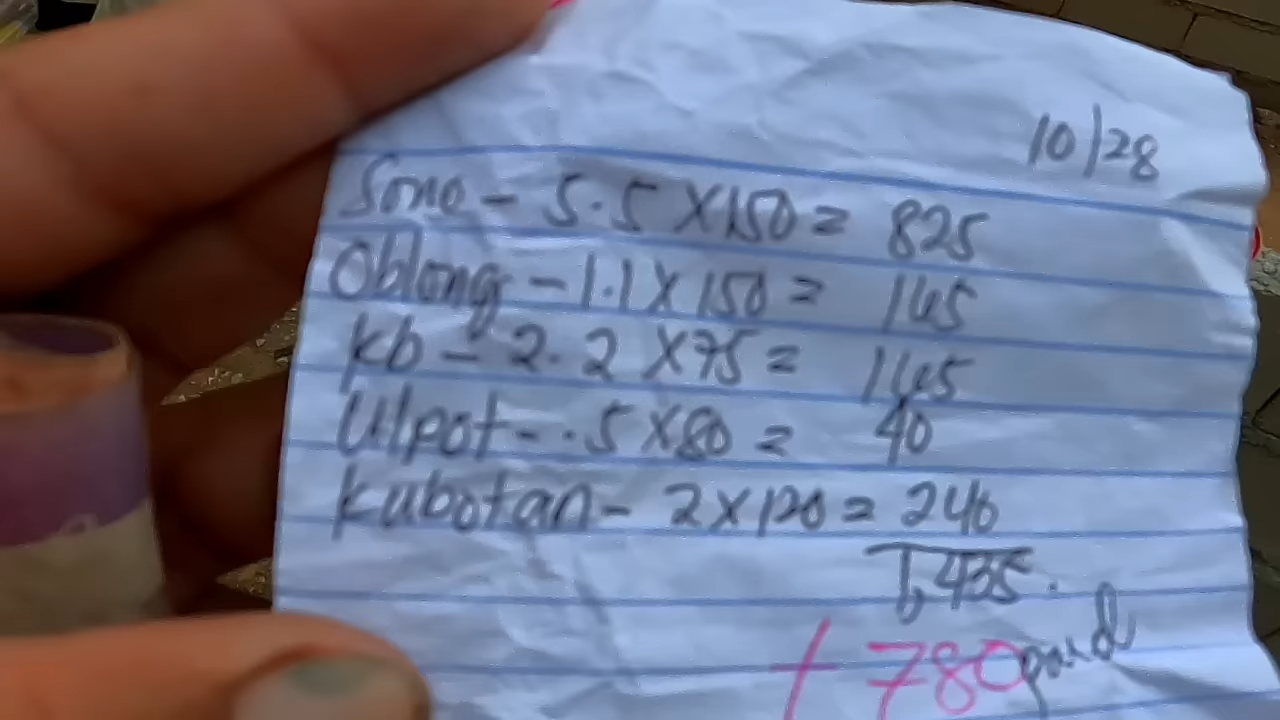 10/28
Sono - 5.5 X150 = 825
Oblong - 1.1 X 150 = 165
kb - 2.2 X75 = 165
Ulpot - .5 X80 = 40
kubotan - 2 X 120 = 240
1,435.
+ 780 paid